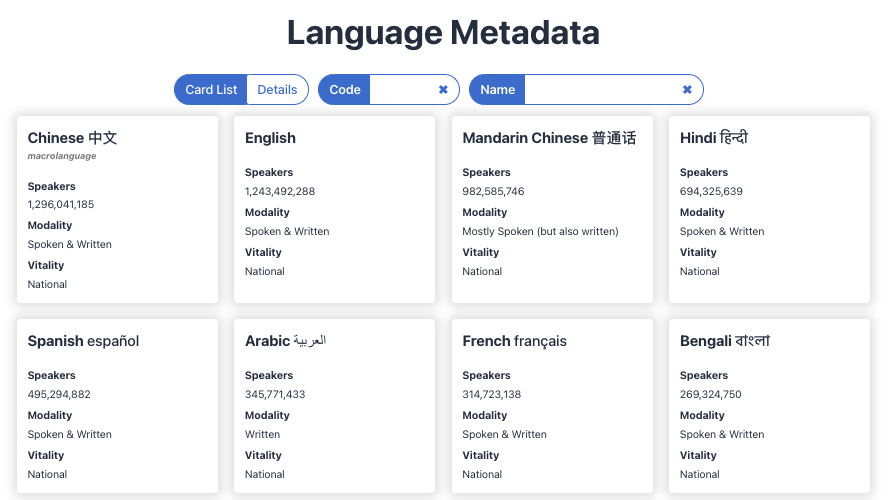 Language Metadata
Card List Details Code ✖ Name ✖
Chinese 中文
macrolanguage
Speakers
1,296,041,185
Modality
Spoken & Written
Vitality
National
English
Speakers
1,243,492,288
Modality
Spoken & Written
Vitality
National
Mandarin Chinese 普通话
Speakers
982,585,746
Modality
Mostly Spoken (but also written)
Vitality
National
Hindi हिन्दी
Speakers
694,325,639
Modality
Spoken & Written
Vitality
National
Spanish español
Speakers
495,294,882
Modality
Spoken & Written
Vitality
National
Arabic العربية
Speakers
345,771,433
Modality
Written
Vitality
National
French français
Speakers
314,723,138
Modality
Spoken & Written
Vitality
National
Bengali বাংলা
Speakers
269,324,750
Modality
Spoken & Written
Vitality
National